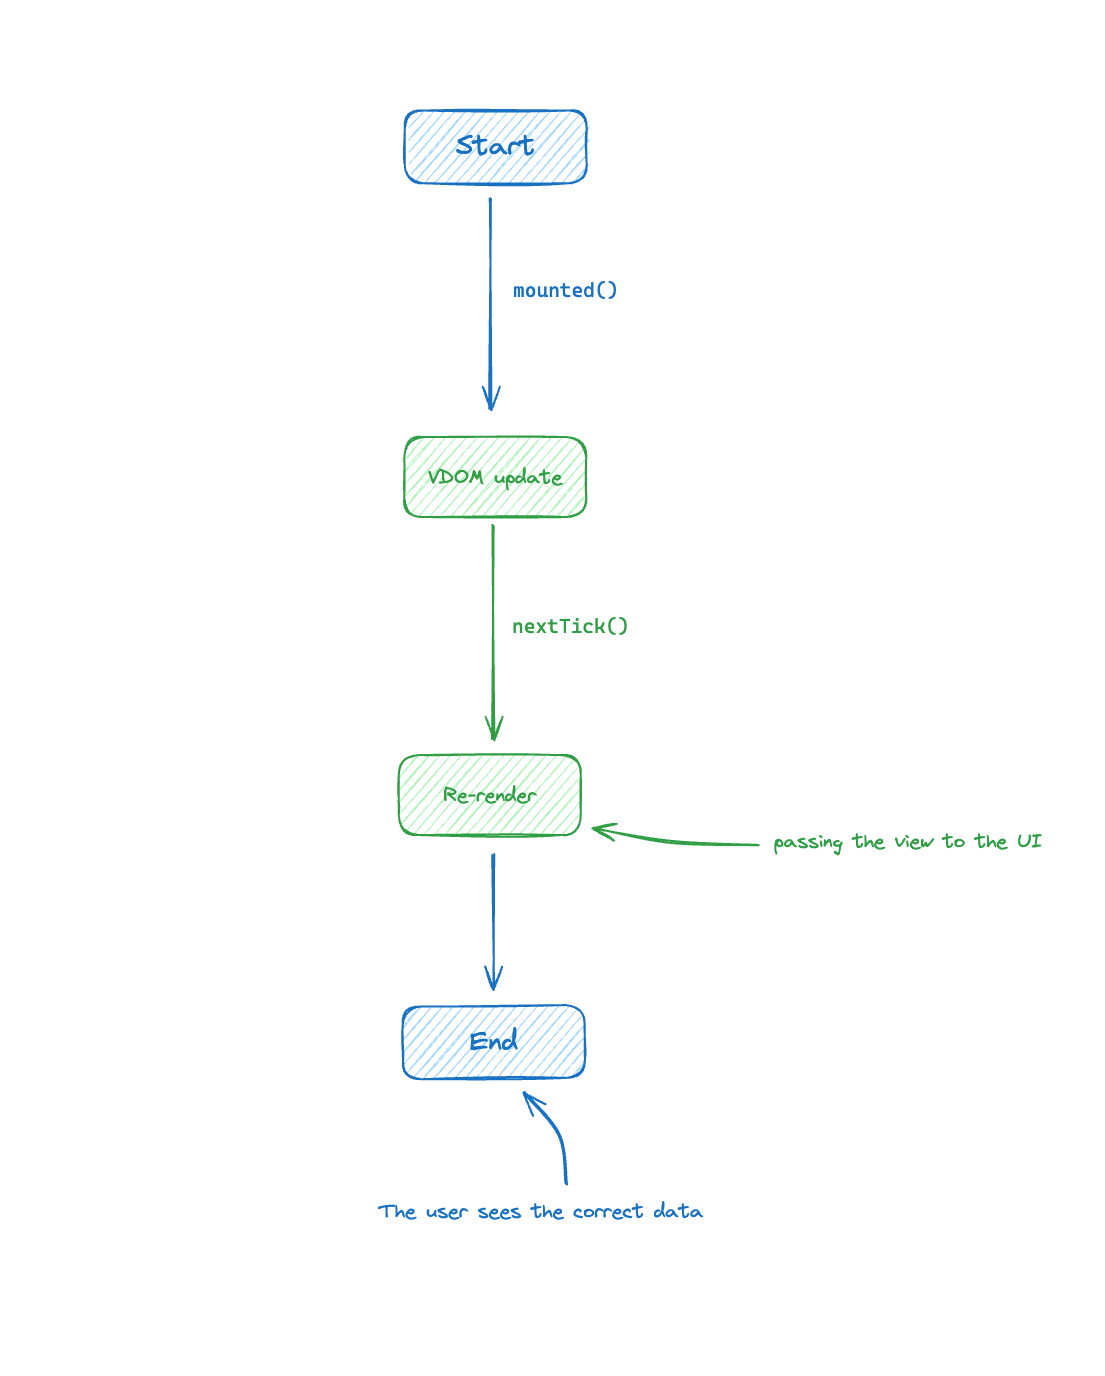 Start
mounted()
VDOM update
nextTick()
Re-render
passing the view to the UI
End
The user sees the correct data